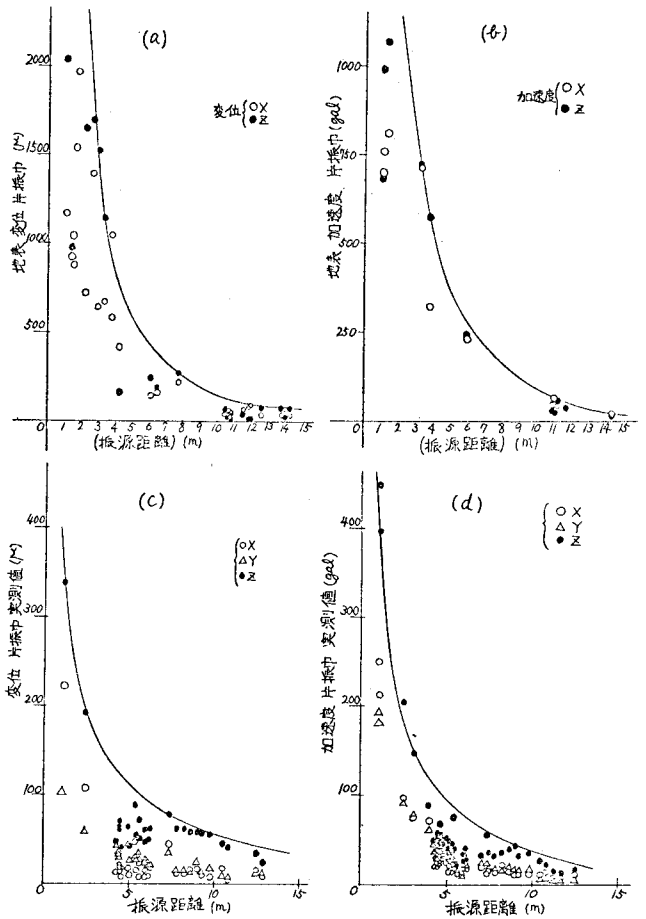 (a)
2000
1500
1000
500
0
地表変位片振巾 (μ)
変位 { ○ X
● Z
1 2 3 4 5 6 7 8 9 10 11 12 13 14 15
(振源距離) (m)
(b)
1000
750
500
250
0
地表 加速度 片振巾 (gal)
加速度 { ○ X
● Z
1 2 3 4 5 6 7 8 9 10 11 12 13 14 15
(振源距離) (m)
(c)
400
300
200
100
0
変位 片振巾 実測値 (μ)
○ X
△ Y
● Z
5 10 15
振源距離 (m)
(d)
400
300
200
100
0
加速度 片振巾 実測値 (gal)
○ X
△ Y
● Z
5 10 15
振源距離 (m)